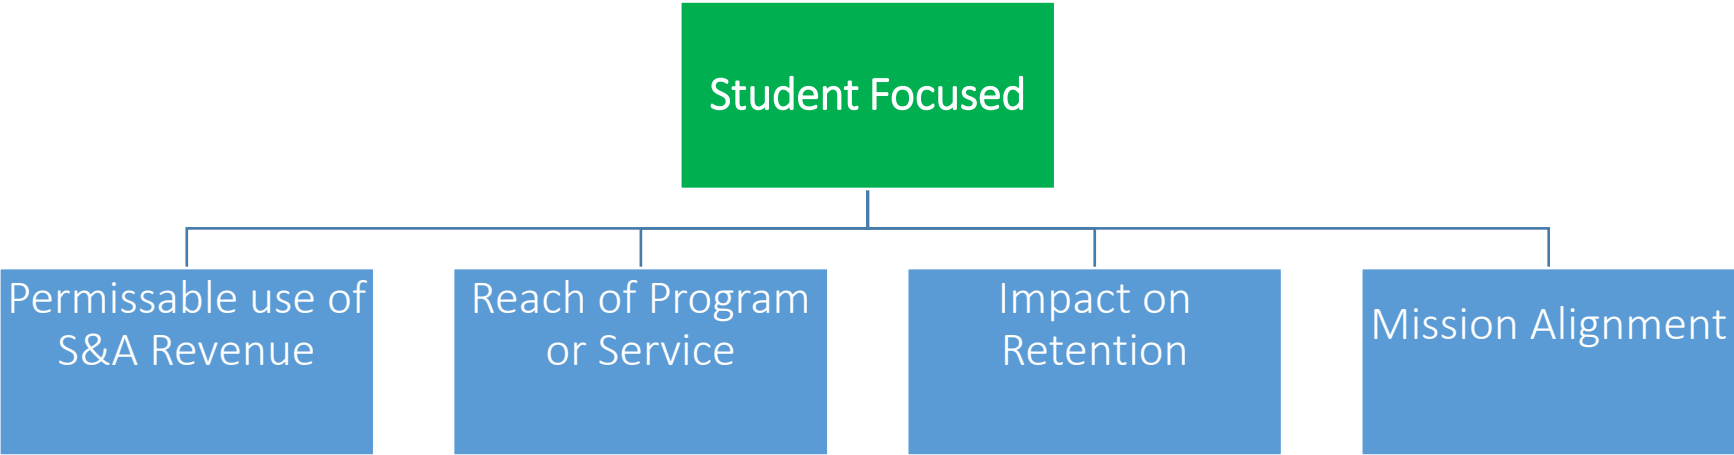 Student Focused
Permissable use of
S&A Revenue
Reach of Program
or Service
Impact on
Retention
Mission Alignment